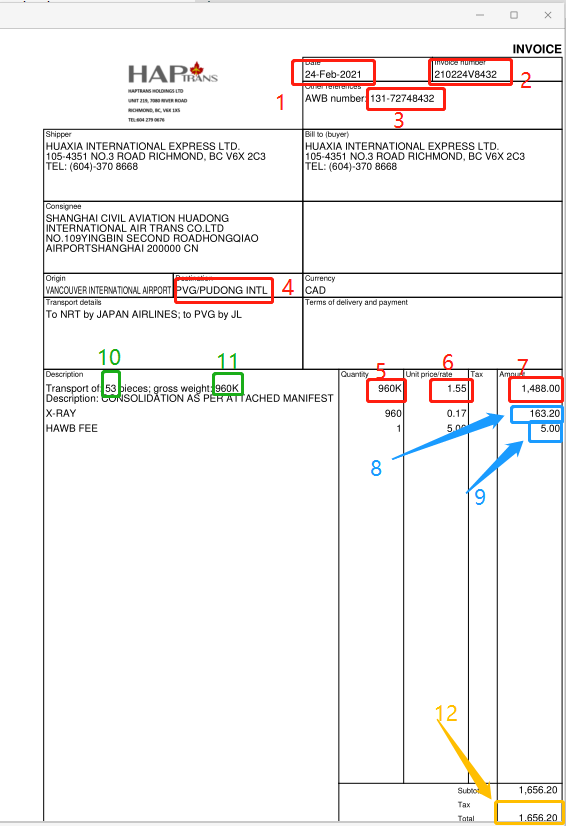 INVOICE
HAP TRANS
HAPTRANS HOLDINGS LTD
UNIT 219, 7080 RIVER ROAD
RICHMOND, BC, V6X 1X5
TEL:604 279 0676
Date
24-Feb-2021
Invoice number
210224V8432
1
2
Other references
AWB number: 131-72748432
3
Shipper
HUAXIA INTERNATIONAL EXPRESS LTD.
105-4351 NO.3 ROAD RICHMOND, BC V6X 2C3
TEL: (604)-370 8668
Bill to (buyer)
HUAXIA INTERNATIONAL EXPRESS LTD.
105-4351 NO.3 ROAD RICHMOND, BC V6X 2C3
TEL: (604)-370 8668
Consignee
SHANGHAI CIVIL AVIATION HUADONG
INTERNATIONAL AIR TRANS CO.LTD
NO.109YINGBIN SECOND ROADHONGQIAO
AIRPORTSHANGHAI 200000 CN
Origin
VANCOUVER INTERNATIONAL AIRPORT
Destination
PVG/PUDONG INTL
4
Currency
CAD
Transport details
To NRT by JAPAN AIRLINES; to PVG by JL
Terms of delivery and payment
10
11
5
6
7
Description
Quantity
Unit price/rate
Tax
Amount
Transport of: 53 pieces; gross weight: 960K
960K
1.55
1,488.00
Description: CONSOLIDATION AS PER ATTACHED MANIFEST
X-RAY
960
0.17
163.20
HAWB FEE
1
5.00
5.00
8
9
12
Subtotal
1,656.20
Tax
Total
1,656.20